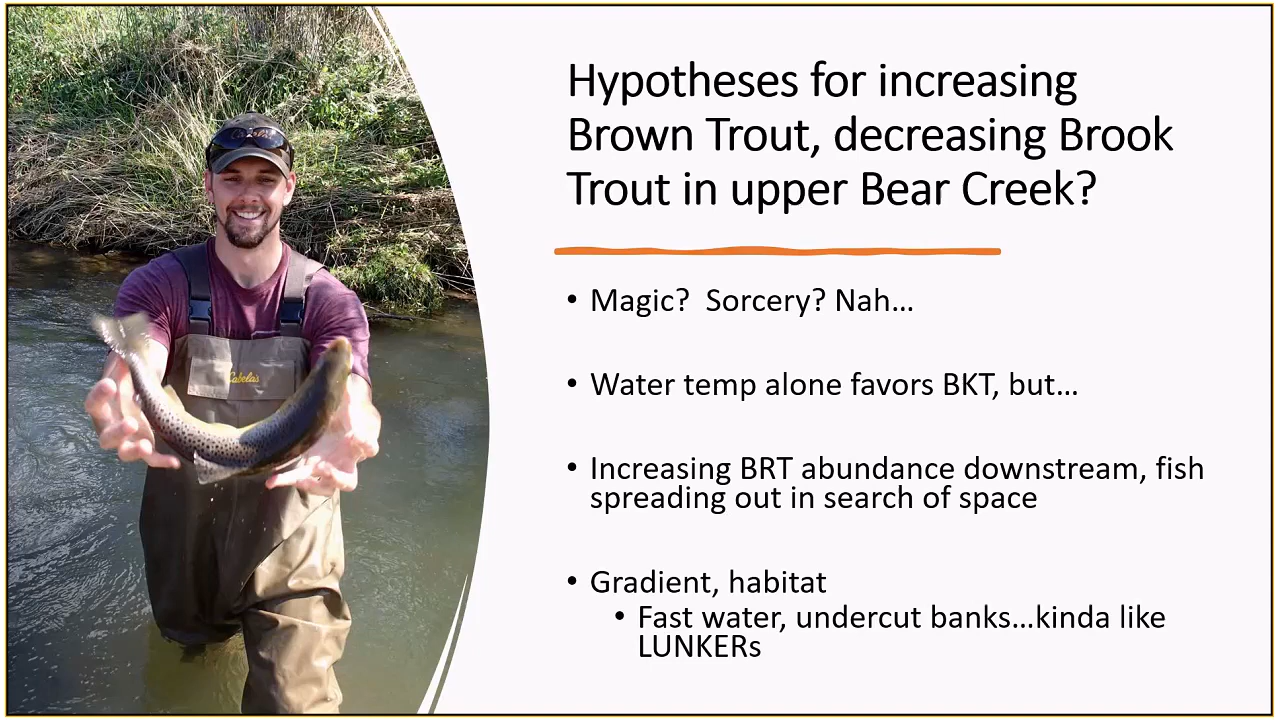 Hypotheses for increasing
Brown Trout, decreasing Brook
Trout in upper Bear Creek?
• Magic?  Sorcery? Nah…
• Water temp alone favors BKT, but…
• Increasing BRT abundance downstream, fish
spreading out in search of space
• Gradient, habitat
• Fast water, undercut banks…kinda like
LUNKERs
Cabela's